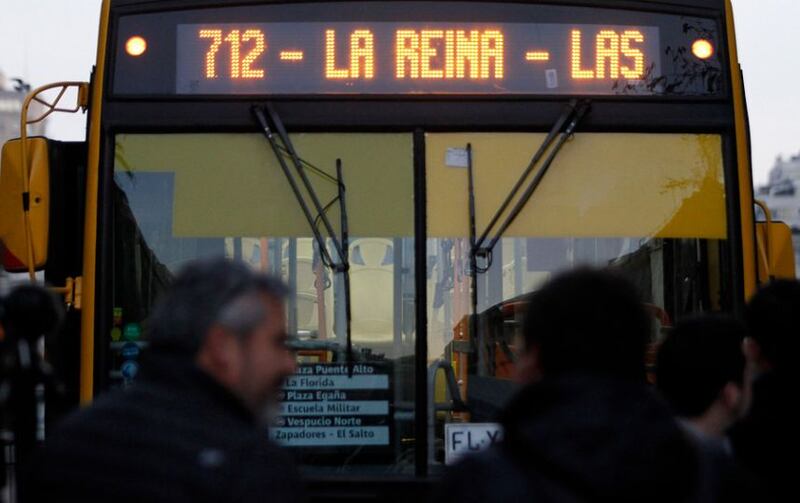 712 - LA REINA - LAS
Plaza Puente Alto
La Florida
Plaza Egaña
Escuela Militar
Vespucio Norte
Zapadores - El Salto
FL-X